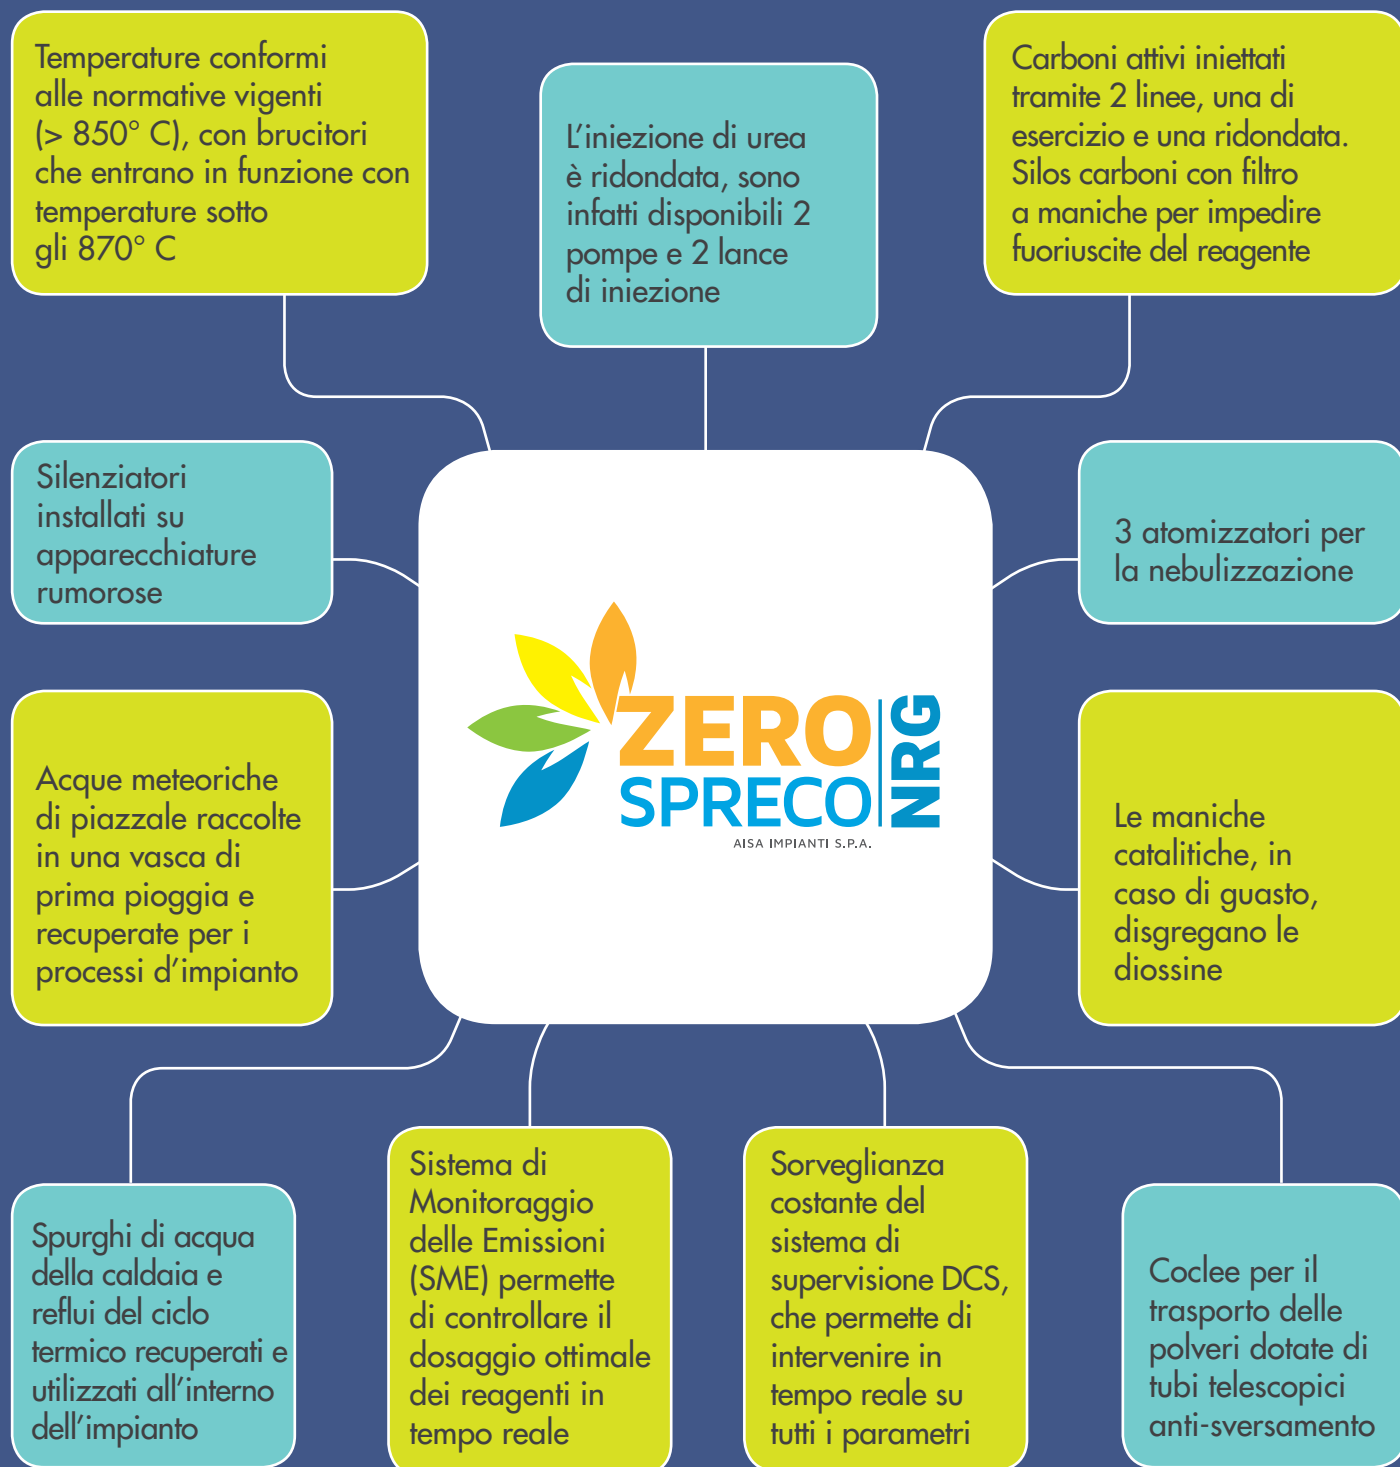 Temperature conformi
alle normative vigenti
(> 850° C), con brucitori
che entrano in funzione con
temperature sotto
gli 870° C
L'iniezione di urea
è ridondata, sono
infatti disponibili 2
pompe e 2 lance
di iniezione
Carboni attivi iniettati
tramite 2 linee, una di
esercizio e una ridondata.
Silos carboni con filtro
a maniche per impedire
fuoriuscite del reagente
Silenziatori
installati su
apparecchiature
rumorose
3 atomizzatori per
la nebulizzazione
ZERO
SPRECO
NRG
AISA IMPIANTI S.P.A.
Acque meteoriche
di piazzale raccolte
in una vasca di
prima pioggia e
recuperate per i
processi d'impianto
Le maniche
catalitiche, in
caso di guasto,
disgregano le
diossine
Spurghi di acqua
della caldaia e
reflui del ciclo
termico recuperati e
utilizzati all'interno
dell'impianto
Sistema di
Monitoraggio
delle Emissioni
(SME) permette
di controllare il
dosaggio ottimale
dei reagenti in
tempo reale
Sorveglianza
costante del
sistema di
supervisione DCS,
che permette di
intervenire in
tempo reale su
tutti i parametri
Coclee per il
trasporto delle
polveri dotate di
tubi telescopici
anti-sversamento